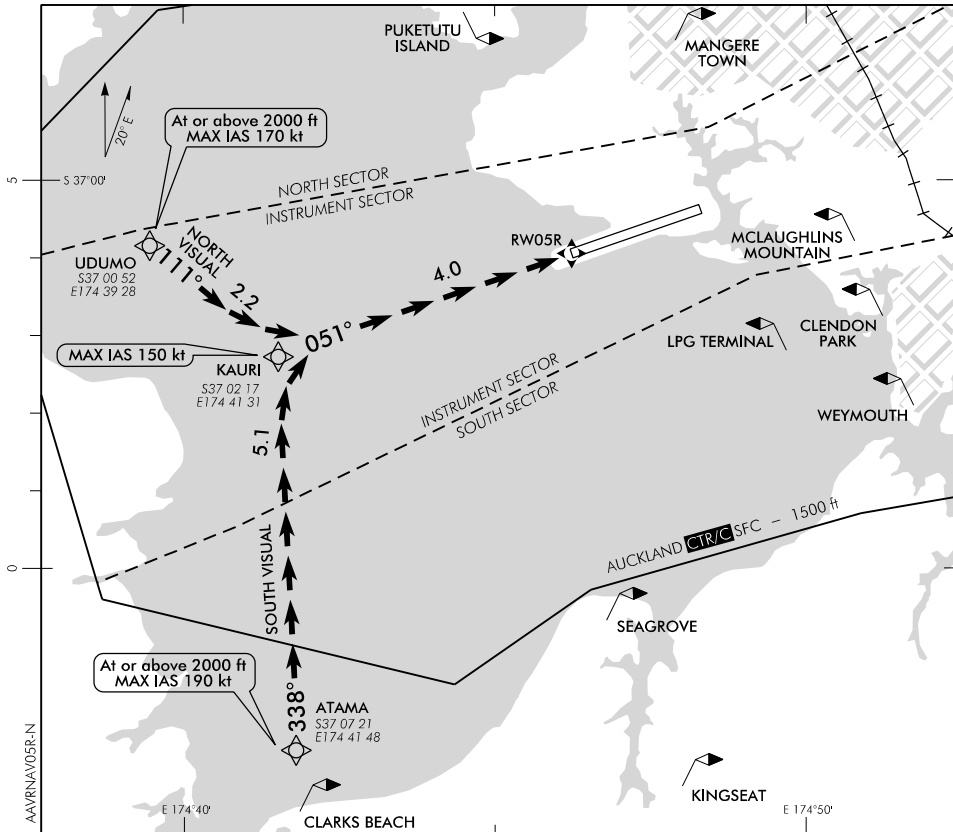 PUKETUTU
ISLAND
MANGERE
TOWN
20° E
At or above 2000 ft
MAX IAS 170 kt
5
S 37°00'
NORTH SECTOR
INSTRUMENT SECTOR
NORTH
VISUAL
UDUMO
S37 00 52
E174 39 28
111°
2.2
RW05R
4.0
MCLAUGHLINS
MOUNTAIN
051°
MAX IAS 150 kt
KAURI
S37 02 17
E174 41 31
CLENDON
PARK
LPG TERMINAL
INSTRUMENT SECTOR
SOUTH SECTOR
WEYMOUTH
5.1
SOUTH VISUAL
AUCKLAND CTR/C SFC – 1500 ft
0
SEAGROVE
At or above 2000 ft
MAX IAS 190 kt
338°
ATAMA
S37 07 21
E174 41 48
AAVRNAV05R-N
E 174°40'
CLARKS BEACH
KINGSEAT
E 174°50'